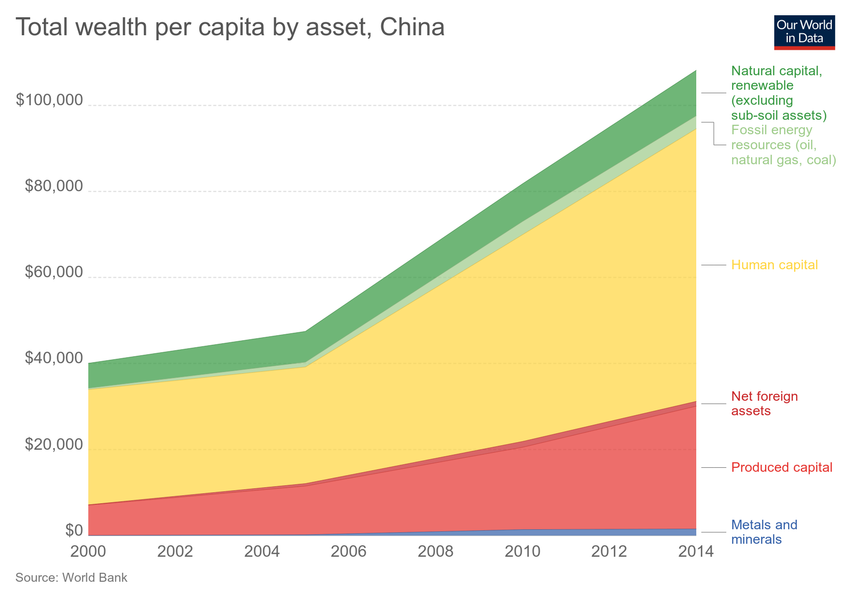 Total wealth per capita by asset, China
Our World
in Data
Natural capital,
renewable
(excluding
sub-soil assets)
Fossil energy
resources (oil,
natural gas, coal)
Human capital
Net foreign
assets
Produced capital
Metals and
minerals
$100,000
$80,000
$60,000
$40,000
$20,000
$0
2000 2002 2004 2006 2008 2010 2012 2014
Source: World Bank